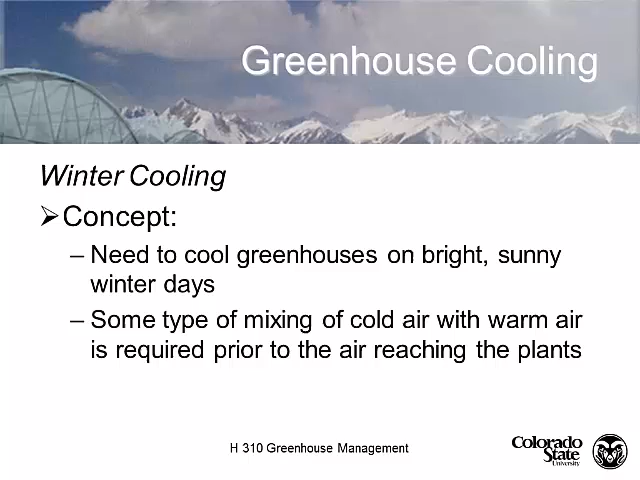 Greenhouse Cooling
Winter Cooling
➢Concept:
– Need to cool greenhouses on bright, sunny
winter days
– Some type of mixing of cold air with warm air
is required prior to the air reaching the plants
H 310 Greenhouse Management
Colorado
State
University